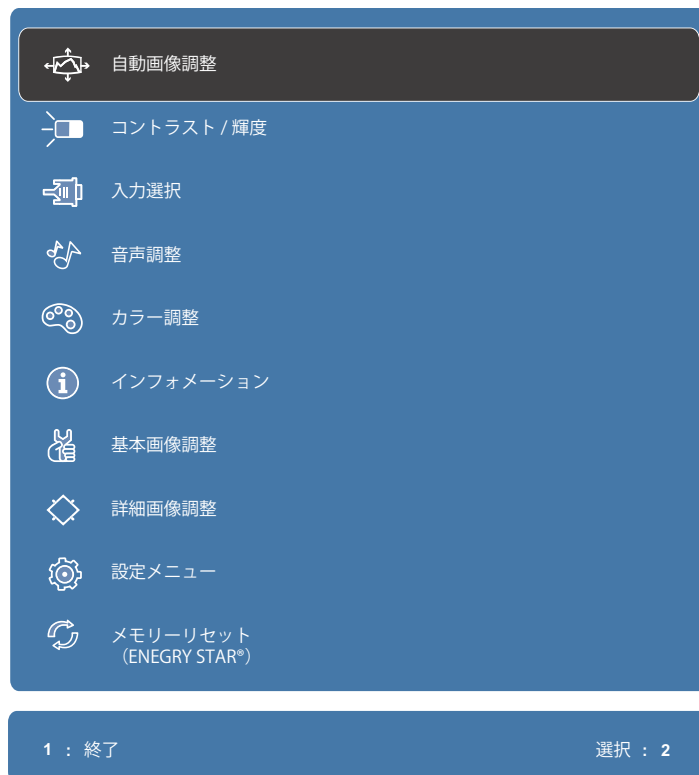 自動画像調整
コントラスト / 輝度
入力選択
音声調整
カラー調整
インフォメーション
基本画像調整
詳細画像調整
設定メニュー
メモリーリセット
（ENEGRY STAR®）
1 : 終了 選択 : 2